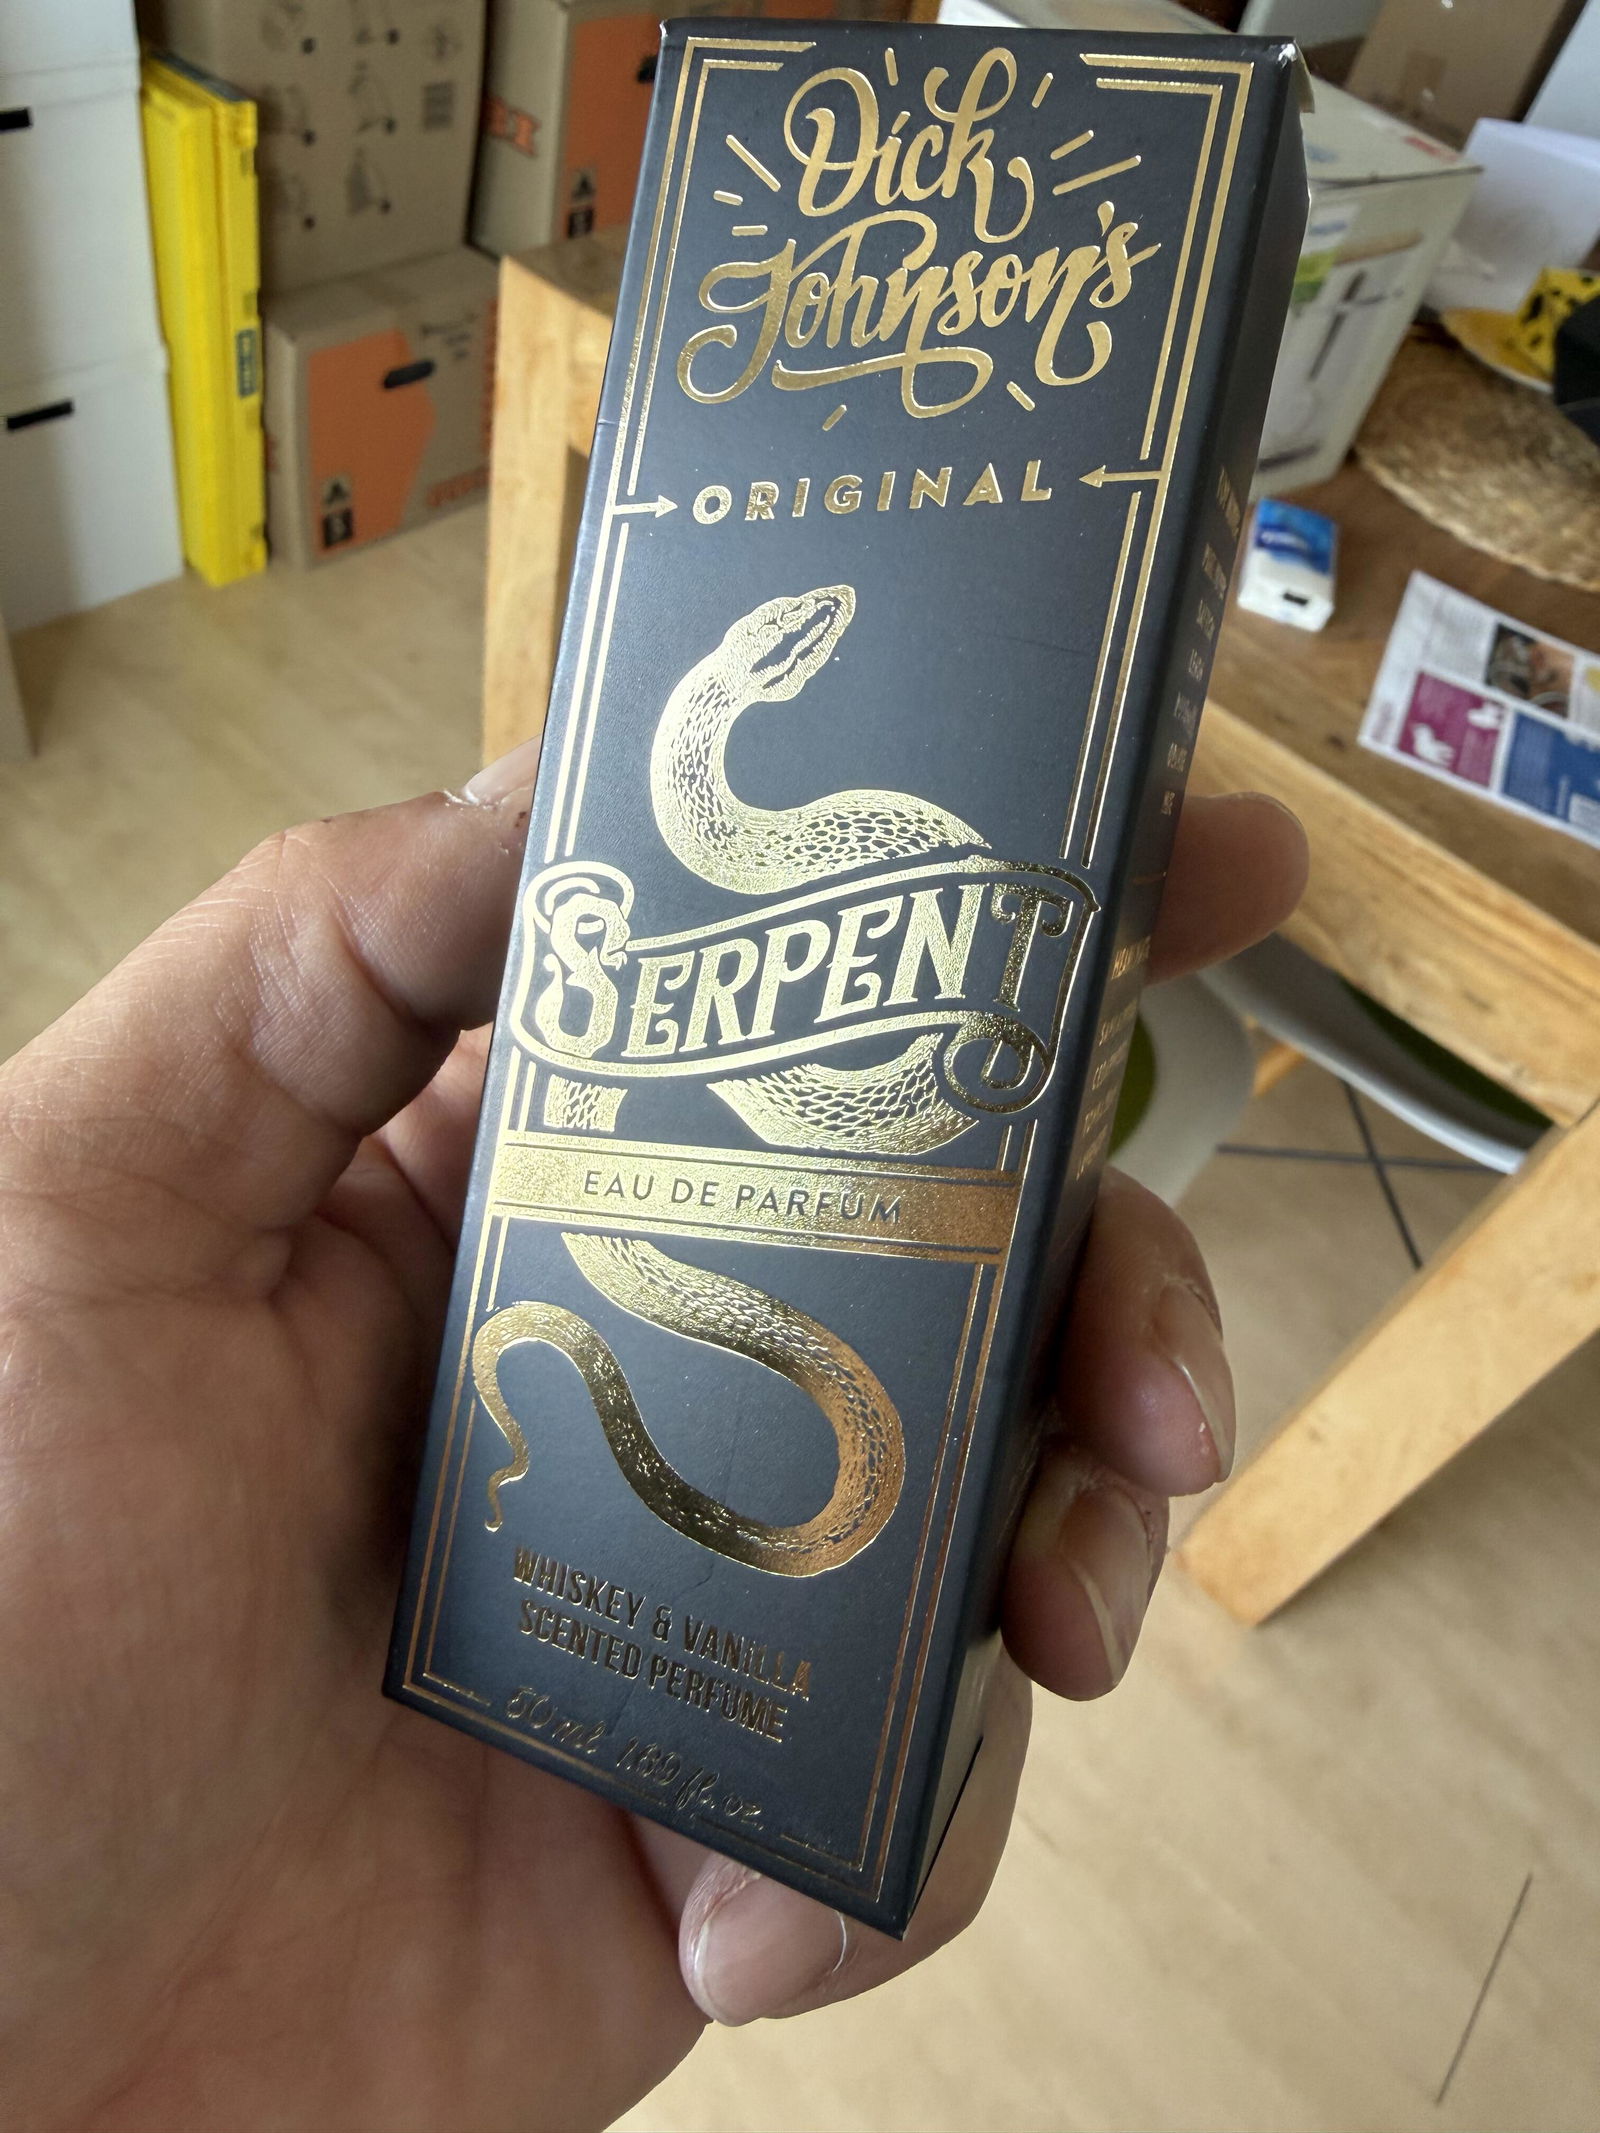 Dick
Johnson's
ORIGINAL
SERPENT
EAU DE PARFUM
WHISKEY & VANILLA
SCENTED PERFUME
50 ml 1.69 fl. oz.